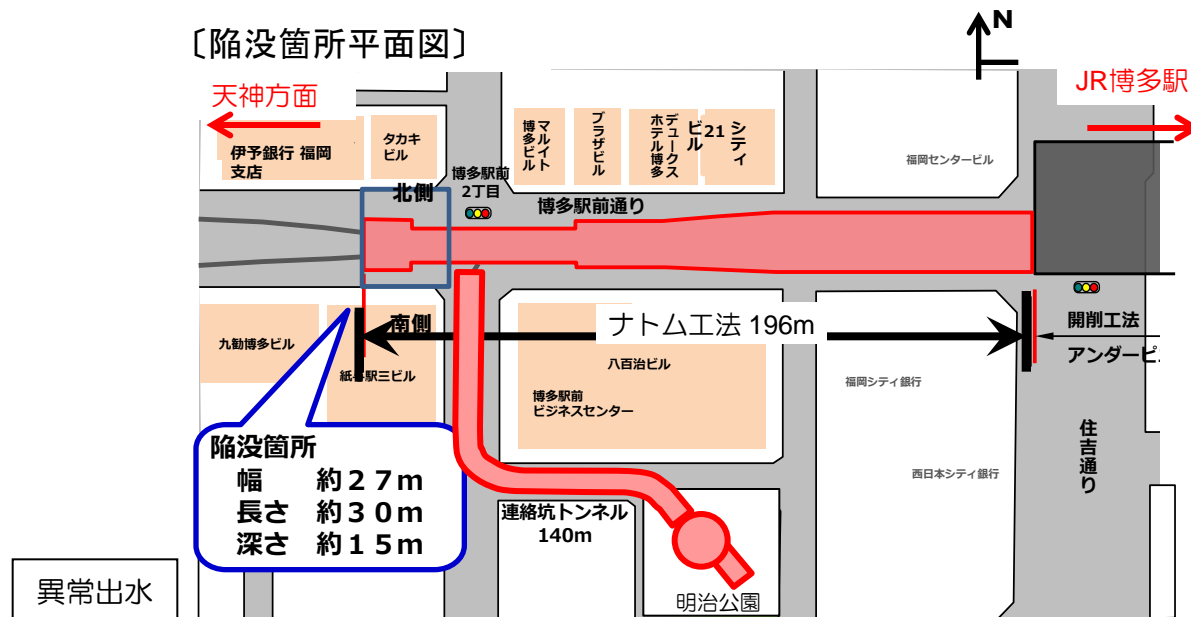 〔陥没箇所平面図〕
N
天神方面
JR博多駅
伊予銀行 福岡
支店
タカキ
ビル
マルイト
博多ビル
プラザビル
デュークス
ホテル博多
シティ
21
ビル
福岡センタービル
北側
博多駅前
2丁目
博多駅前通り
九勧博多ビル
南側
ナトム工法 196m
開削工法
アンダーピ
八百治ビル
博多駅前
ビジネスセンター
福岡シティ銀行
西日本シティ銀行
住吉通り
陥没箇所
幅 約27m
長さ 約30m
深さ 約15m
連絡坑トンネル
140m
明治公園
異常出水